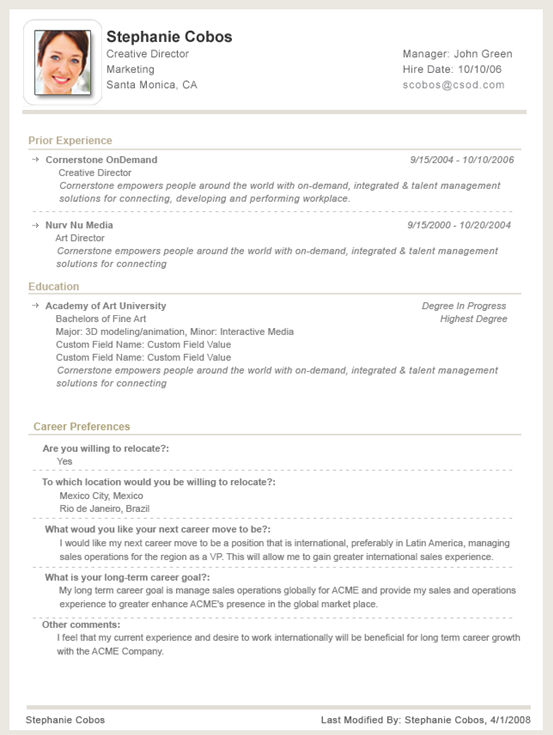 Stephanie Cobos
Creative Director
Manager: John Green
Marketing
Hire Date: 10/10/06
Santa Monica, CA
scobos@csod.com
Prior Experience
Cornerstone OnDemand 9/15/2004 - 10/10/2006
Creative Director
Cornerstone empowers people around the world with on-demand, integrated & talent management
solutions for connecting, developing and performing workplace.
Nurv Nu Media 9/15/2000 - 10/20/2004
Art Director
Cornerstone empowers people around the world with on-demand, integrated & talent management
solutions for connecting
Education
Academy of Art University Degree In Progress
Bachelors of Fine Art Highest Degree
Major: 3D modeling/animation, Minor: Interactive Media
Custom Field Name: Custom Field Value
Custom Field Name: Custom Field Value
Cornerstone empowers people around the world with on-demand, integrated & talent management
solutions for connecting
Career Preferences
Are you willing to relocate?:
Yes
To which location would you be willing to relocate?:
Mexico City, Mexico
Rio de Janeiro, Brazil
What woud you like your next career move to be?:
I would like my next career move to be a position that is international, preferably in Latin America, managing
sales operations for the region as a VP. This will allow me to gain greater international sales experience.
What is your long-term career goal?:
My long term career goal is manage sales operations globally for ACME and provide my sales and operations
experience to greater enhance ACME's presence in the global market place.
Other comments:
I feel that my current experience and desire to work internationally will be beneficial for long term career growth
with the ACME Company.
Stephanie Cobos Last Modified By: Stephanie Cobos, 4/1/2008